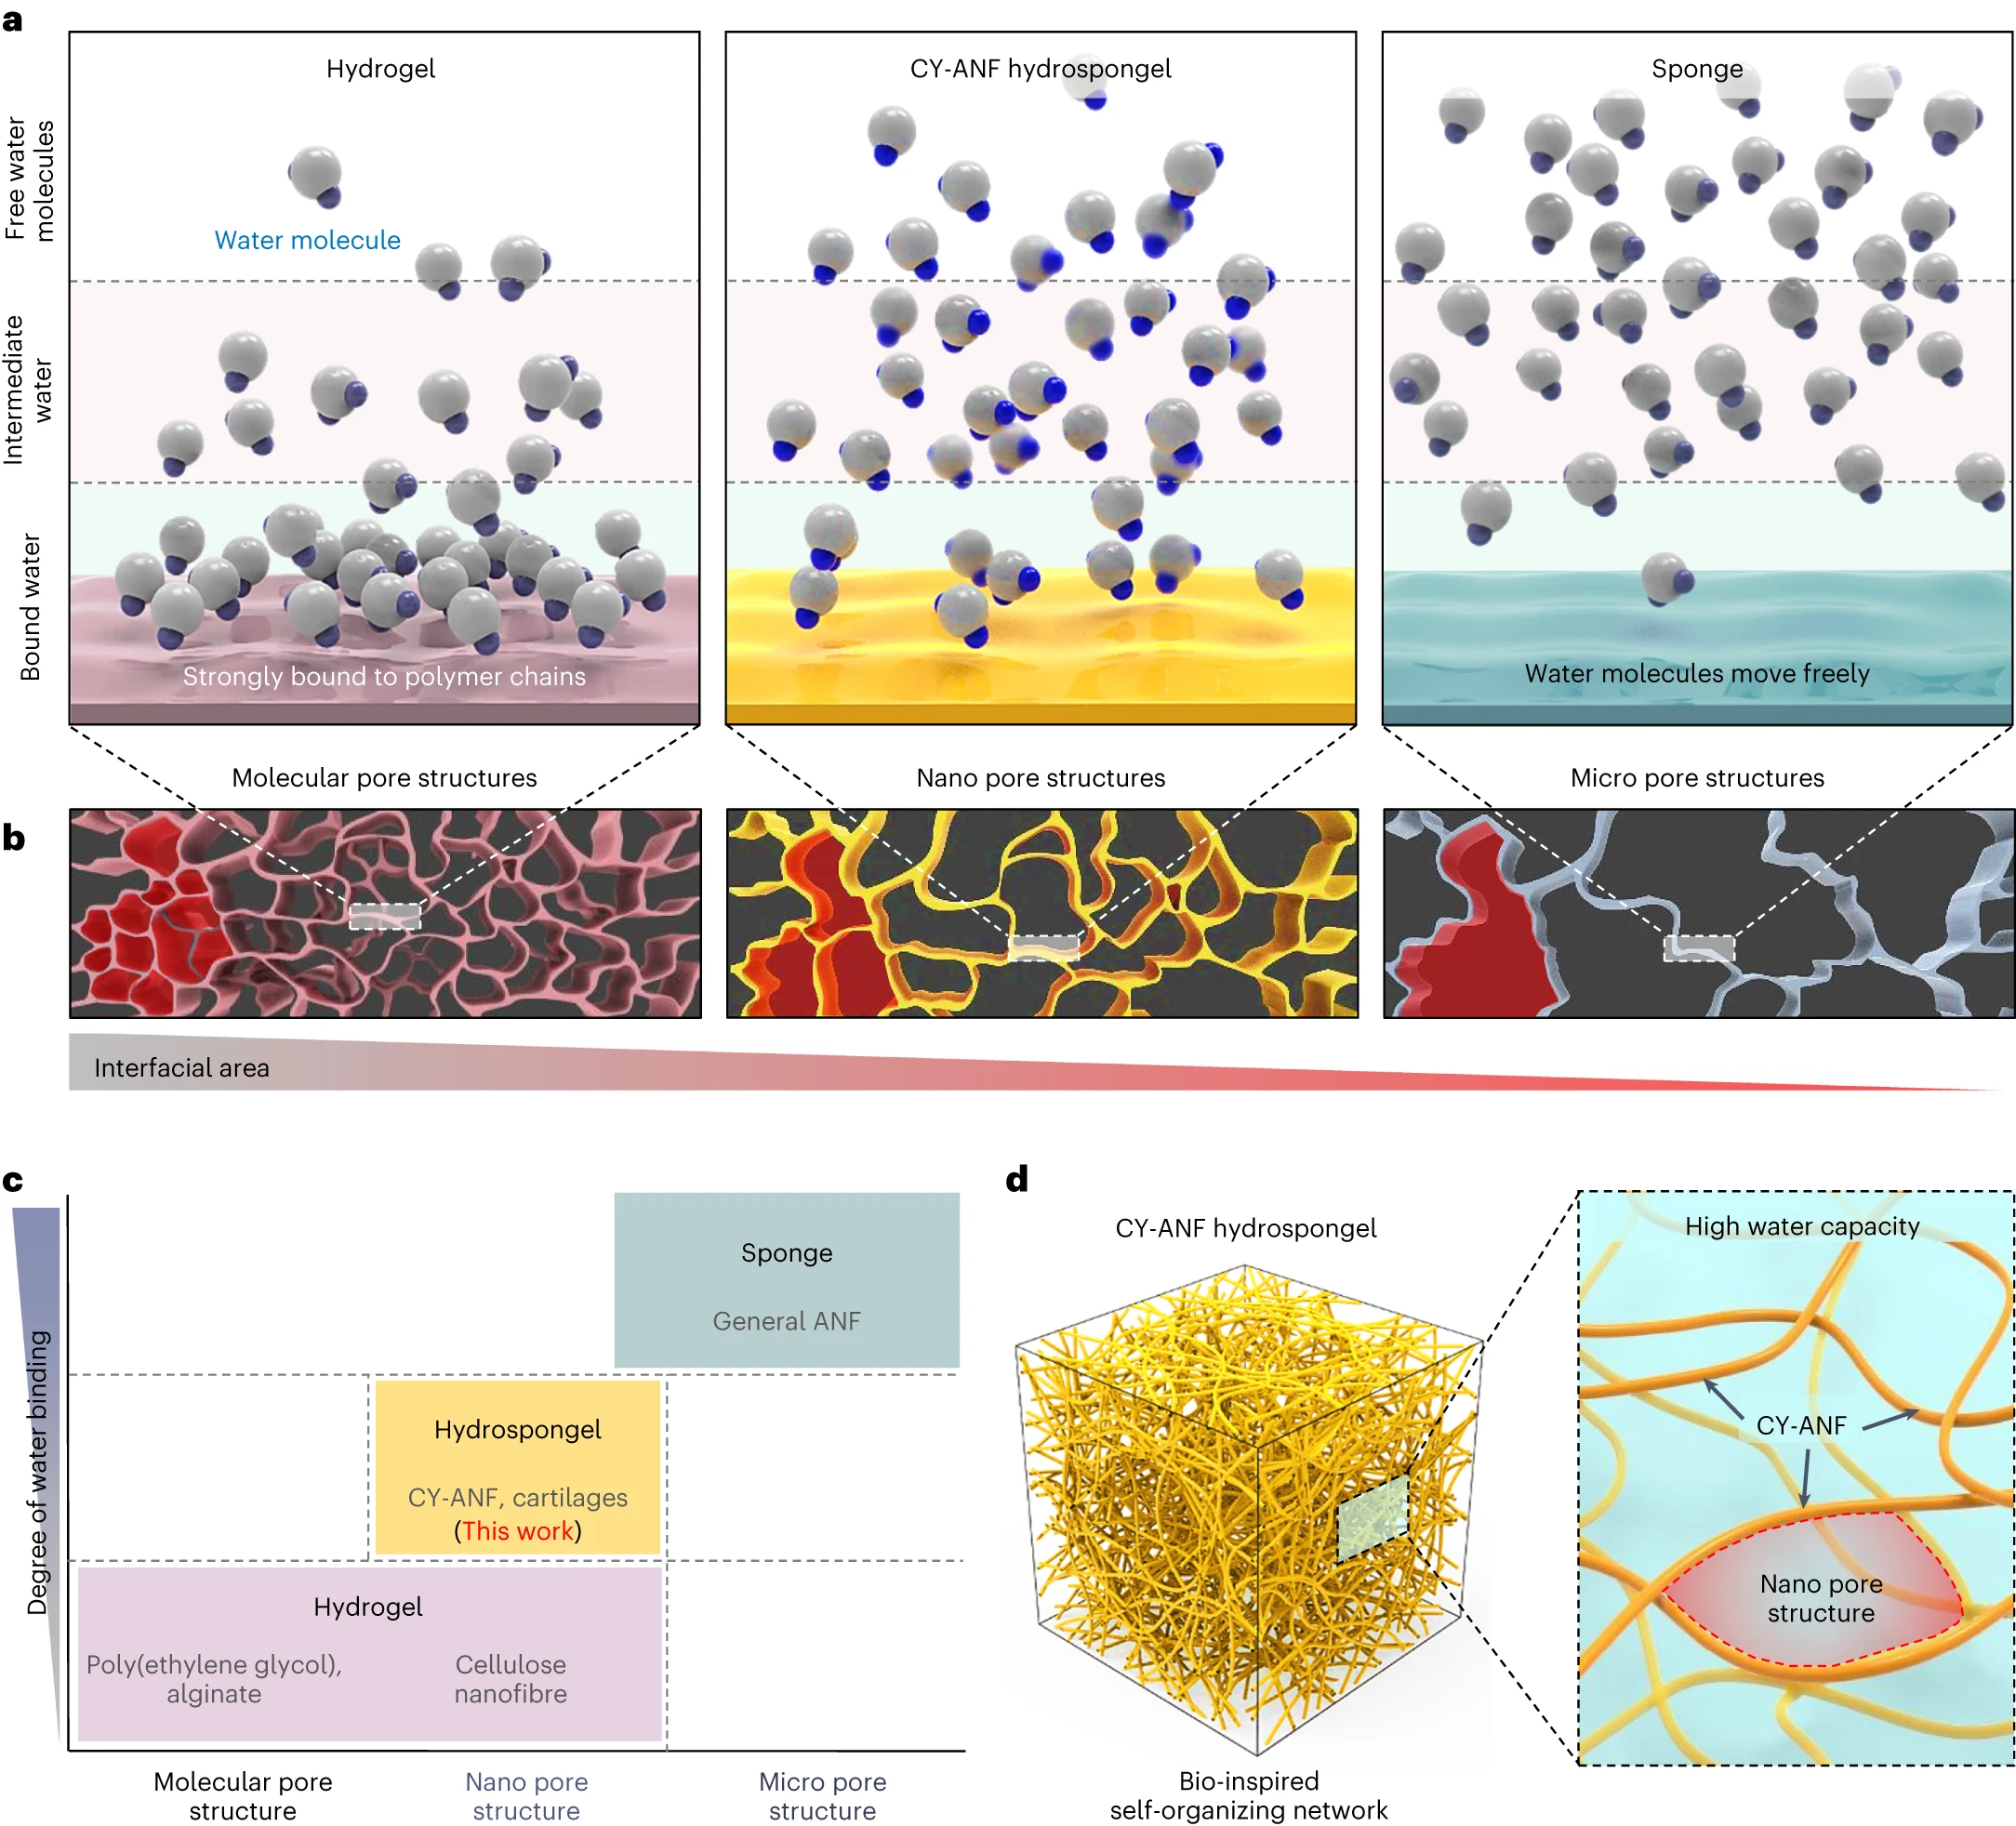 a
Hydrogel
CY-ANF hydrospongel
Sponge
Free water
molecules
Intermediate
water
Bound water
Water molecule
Strongly bound to polymer chains
Water molecules move freely
Molecular pore structures
Nano pore structures
Micro pore structures
b
Interfacial area
c
Degree of water binding
Sponge
General ANF
Hydrospongel
CY-ANF, cartilages
(This work)
Hydrogel
Poly(ethylene glycol),
alginate
Cellulose
nanofibre
Molecular pore
structure
Nano pore
structure
Micro pore
structure
d
CY-ANF hydrospongel
Bio-inspired
self-organizing network
High water capacity
CY-ANF
Nano pore
structure